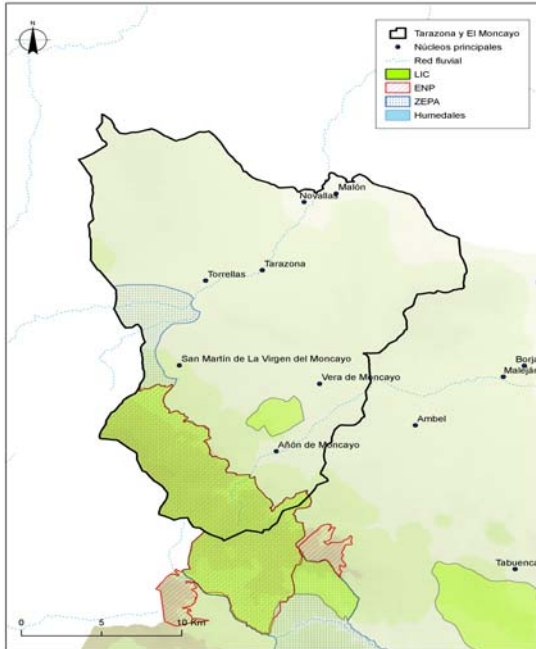 N
Tarazona y El Moncayo
Núcleos principales
Red fluvial
LIC
ENP
ZEPA
Humedales
Malón
Novallas
Tarazona
Torrellas
San Martín de La Virgen del Moncayo
Borja
Maleján
Vera de Moncayo
Ambel
Añón de Moncayo
Tabuenca
0 5 10 Km